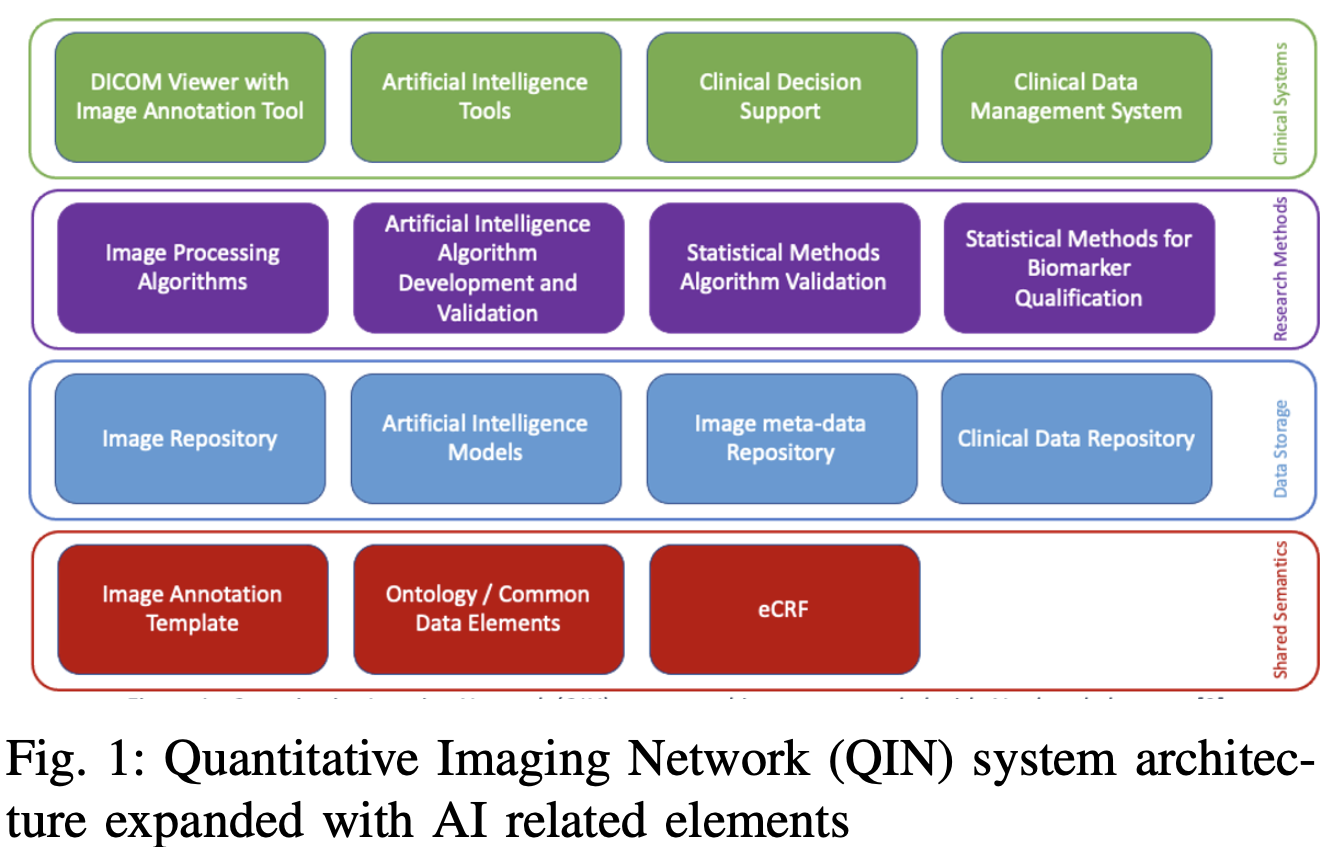 DICOM Viewer with
Image Annotation Tool
Artificial Intelligence
Tools
Clinical Decision
Support
Clinical Data
Management System
Clinical Systems
Image Processing
Algorithms
Artificial Intelligence
Algorithm
Development and
Validation
Statistical Methods
Algorithm Validation
Statistical Methods for
Biomarker
Qualification
Research Methods
Image Repository
Artificial Intelligence
Models
Image meta-data
Repository
Clinical Data Repository
Data Storage
Image Annotation
Template
Ontology / Common
Data Elements
eCRF
Shared Semantics
Fig. 1: Quantitative Imaging Network (QIN) system architec-
ture expanded with AI related elements